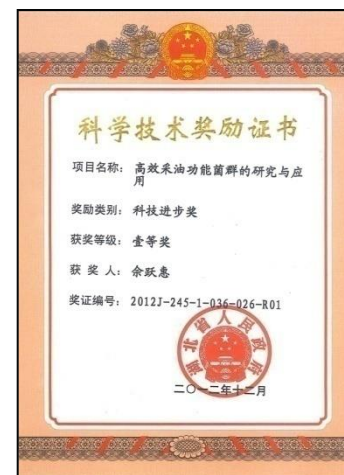 科学技术奖励证书
项目名称：高效采油功能菌群的研究与应
用
奖励类别：科技进步奖
获奖等级：壹等奖
获 奖 人：余跃惠
奖证编号：2012J-245-1-036-026-R01
湖北省人民政府
二〇一二年十二月